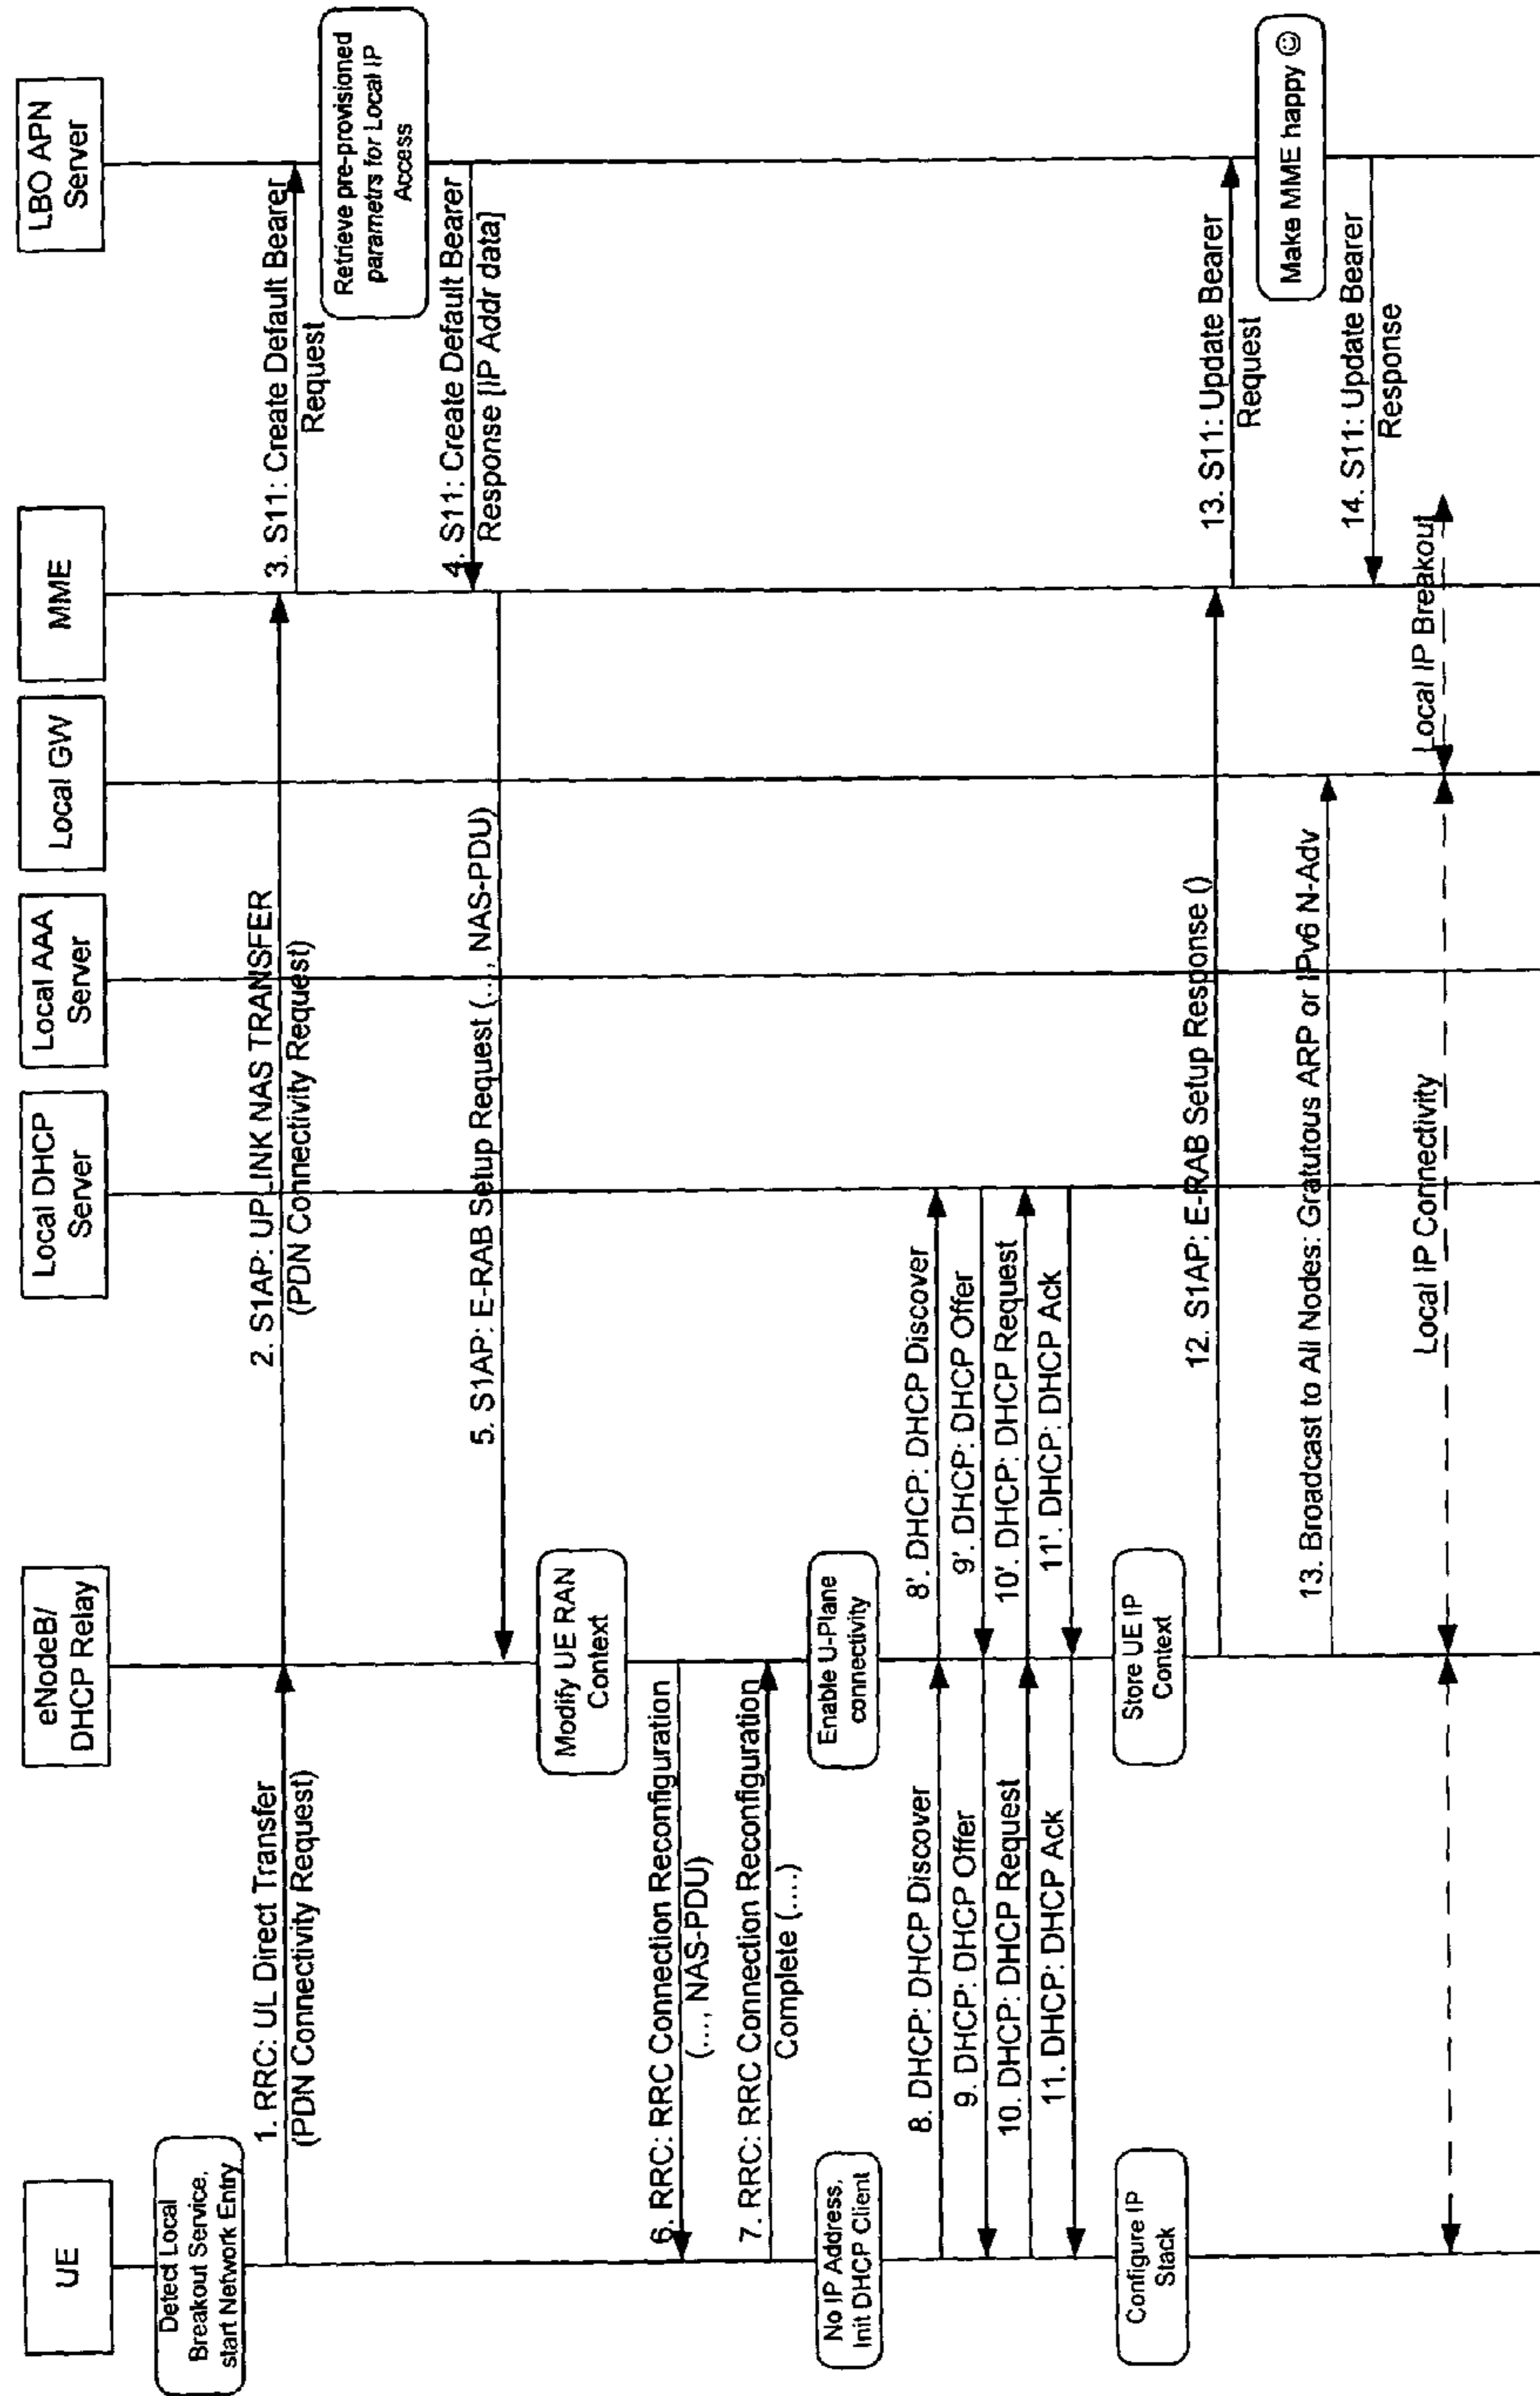 UE
eNodeB/
DHCP Relay
Local DHCP
Server
Local AAA
Server
Local GW
MME
LBO APN
Server
Detect Local
Breakout Service,
start Network Entry
1. RRC: UL Direct Transfer
(PDN Connectivity Request)
2. S1AP: UPLINK NAS TRANSFER
(PDN Connectivity Request)
3. S11: Create Default Bearer
Request
Retrieve pre-provisioned
parametrs for Local IP
Access
4. S11: Create Default Bearer
Response [IP Addr data]
5. S1AP: E-RAB Setup Request (..., NAS-PDU)
Modify UE RAN
Context
6. RRC: RRC Connection Reconfiguration
(..., NAS-PDU)
7. RRC: RRC Connection Reconfiguration
Complete (....)
No IP Address,
Init DHCP Client
Enable U-Plane
connectivity
8. DHCP: DHCP Discover
8'. DHCP: DHCP Discover
9. DHCP: DHCP Offer
9'. DHCP: DHCP Offer
10. DHCP: DHCP Request
10'. DHCP: DHCP Request
11. DHCP: DHCP Ack
11'. DHCP: DHCP Ack
Configure IP
Stack
Store UE IP
Context
12. S1AP: E-RAB Setup Response ()
13. S11: Update Bearer
Request
Make MME happy ☺
13. Broadcast to All Nodes: Gratutous ARP or IPv6 N-Adv
14. S11: Update Bearer
Response
Local IP Connectivity
Local IP Breakout